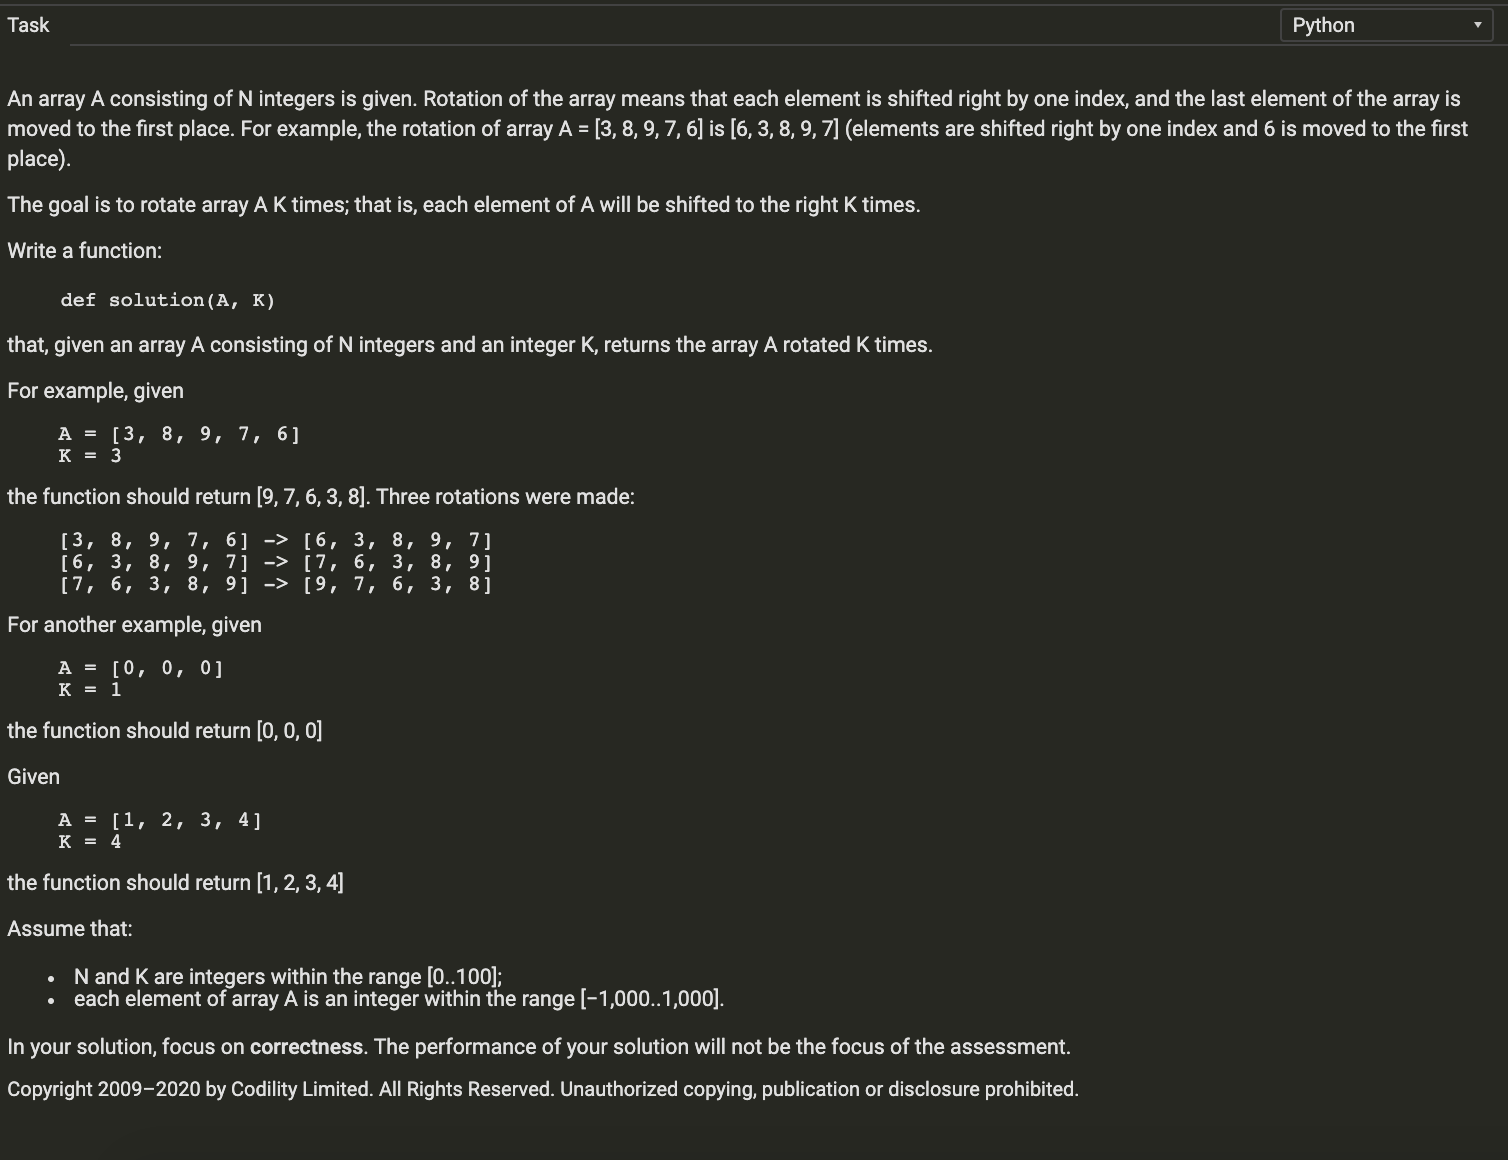 Task
Python
An array A consisting of N integers is given. Rotation of the array means that each element is shifted right by one index, and the last element of the array is
moved to the first place. For example, the rotation of array A = [3, 8, 9, 7, 6] is [6, 3, 8, 9, 7] (elements are shifted right by one index and 6 is moved to the first
place).
The goal is to rotate array A K times; that is, each element of A will be shifted to the right K times.
Write a function:
def solution(A, K)
that, given an array A consisting of N integers and an integer K, returns the array A rotated K times.
For example, given
A = [3, 8, 9, 7, 6]
K = 3
the function should return [9, 7, 6, 3, 8]. Three rotations were made:
[3, 8, 9, 7, 6] -> [6, 3, 8, 9, 7]
[6, 3, 8, 9, 7] -> [7, 6, 3, 8, 9]
[7, 6, 3, 8, 9] -> [9, 7, 6, 3, 8]
For another example, given
A = [0, 0, 0]
K = 1
the function should return [0, 0, 0]
Given
A = [1, 2, 3, 4]
K = 4
the function should return [1, 2, 3, 4]
Assume that:
• N and K are integers within the range [0..100];
• each element of array A is an integer within the range [−1,000..1,000].
In your solution, focus on correctness. The performance of your solution will not be the focus of the assessment.
Copyright 2009–2020 by Codility Limited. All Rights Reserved. Unauthorized copying, publication or disclosure prohibited.